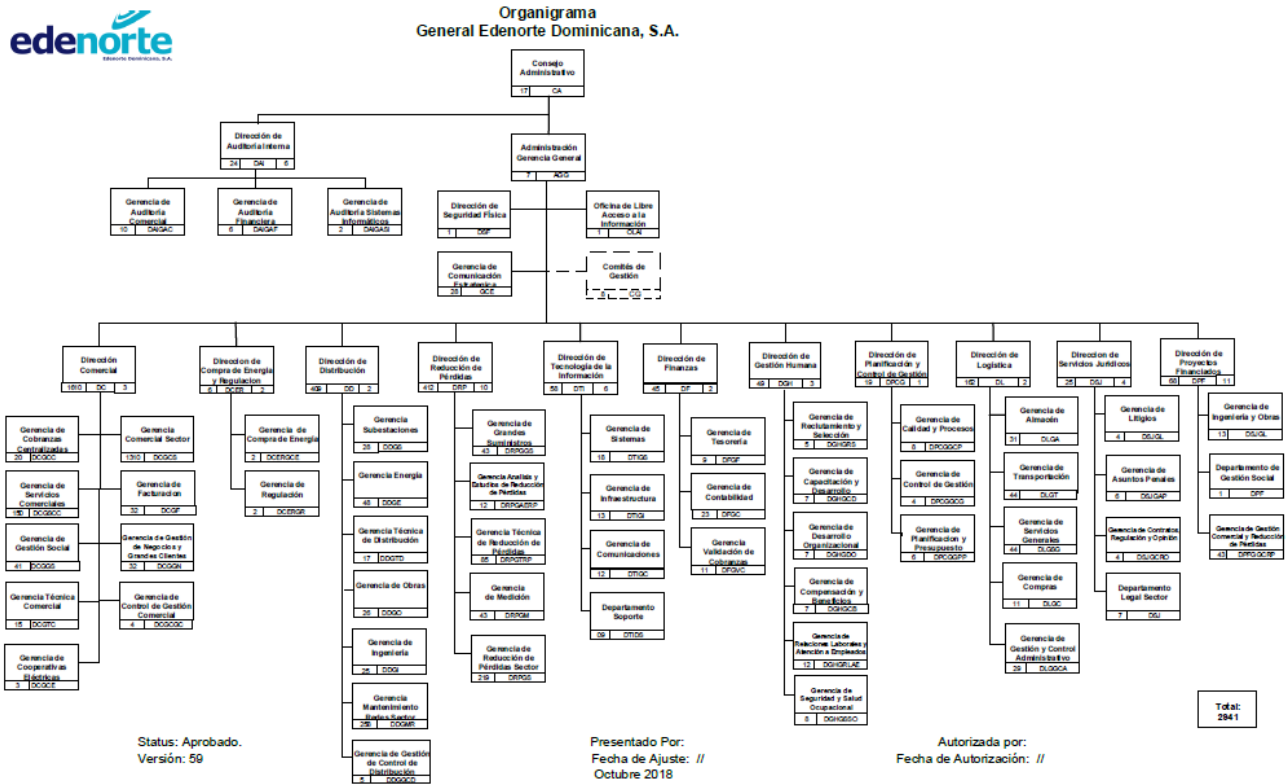 edenorte
Edenorte Dominicana, S.A.
Organigrama
General Edenorte Dominicana, S.A.
Consejo
Administrativo
17 CA
Dirección de
Auditoría Interna
24 DAI 6
Administración
Gerencia General
7 AGG
Gerencia de
Auditoría
Comercial
10 DAIGAC
Gerencia de
Auditoría
Financiera
6 DAIGAF
Gerencia de
Auditoría Sistemas
Informáticos
2 DAIGASI
Dirección de
Seguridad Física
1 DSF
Oficina de Libre
Acceso a la
Información
1 OLAI
Gerencia de
Comunicación
Estrategica
28 GCE
Comités de
Gestión
CG
Dirección
Comercial
1610 DC 3
Direccion de
Compra de Energía
y Regulacion
6 DCER 2
Dirección de
Distribución
409 DD 2
Dirección de
Reducción de
Pérdidas
412 DRP 10
Dirección de
Tecnología de la
Información
58 DTI 6
Dirección de
Finanzas
45 DF 2
Dirección de
Gestión Humana
49 DGH 3
Dirección de
Planificación y
Control de Gestión
19 DPCG 1
Dirección de
Logística
162 DL 2
Dirección de
Servicios Jurídicos
25 DSJ 4
Dirección de
Proyectos
Financiados
68 DPF 11
Gerencia de
Cobranzas
Centralizadas
20 DCGCC
Gerencia
Comercial Sector
1310 DCGCS
Gerencia de
Servicios
Comerciales
150 DCGSCC
Gerencia de
Facturacion
32 DCGF
Gerencia de
Gestión Social
41 DCGGS
Gerencia de Gestión
de Negocios y
Grandes Clientes
32 DCGGN
Gerencia Técnica
Comercial
15 DCGTC
Gerencia de
Control de Gestión
Comercial
4 DCGCGC
Gerencia de
Cooperativas
Eléctricas
3 DCGCE
Gerencia de
Compra de Energía
2 DCERGCE
Gerencia de
Regulación
2 DCERGR
Gerencia
Subestaciones
28 DDGS
Gerencia Energía
48 DDGE
Gerencia Técnica
de Distribución
17 DDGTD
Gerencia de Obras
26 DDGO
Gerencia de
Ingeniería
25 DDGI
Gerencia
Mantenimiento
Redes Sector
258 DDGMR
Gerencia de Gestión
de Control de
Distribución
5 DDGGCD
Gerencia de
Grandes
Suministros
43 DRPGGS
Gerencia Analisis y
Estudios de Reducción
de Pérdidas
12 DRPGAERP
Gerencia Técnica
de Reducción de
Pérdidas
85 DRPGTRP
Gerencia
de Medición
43 DRPGM
Gerencia de
Reducción de
Pérdidas Sector
219 DRPGS
Gerencia de
Sistemas
18 DTIGS
Gerencia de
Infraestructura
13 DTIGI
Gerencia de
Comunicaciones
12 DTIGC
Departamento
Soporte
09 DTIDS
Gerencia de
Tesorería
9 DFGF
Gerencia de
Contabilidad
23 DFGC
Gerencia
Validación de
Cobranzas
11 DFGVC
Gerencia de
Reclutamiento y
Selección
5 DGHGRS
Gerencia de
Capacitación y
Desarrollo
7 DGHGCD
Gerencia de
Desarrollo
Organizacional
7 DGHGDO
Gerencia de
Compensación y
Beneficios
7 DGHGCB
Gerencia de
Relaciones Laborales y
Atención a Empleados
12 DGHGRLAE
Gerencia de
Seguridad y Salud
Ocupacional
8 DGHGSSO
Gerencia de
Calidad y Procesos
8 DPCGGCP
Gerencia de
Control de Gestión
4 DPCGGCG
Gerencia de
Planificacion y
Presupuesto
6 DPCGGPP
Gerencia de
Almacén
31 DLGA
Gerencia de
Transportación
44 DLGT
Gerencia de
Servicios
Generales
44 DLGSG
Gerencia de
Compras
11 DLGC
Gerencia de
Gestión y Control
Administrativo
29 DLGGCA
Gerencia de
Litigios
4 DSJGL
Gerencia de
Asuntos Penales
6 DSJGAP
Gerencia de Contratos,
Regulación y Opinión
4 DSJGCRO
Departamento
Legal Sector
7 DSJ
Gerencia de
Ingeniería y Obras
13 DSJGL
Departamento de
Gestión Social
1 DPF
Gerencia de Gestión
Comercial y Reducción
de Pérdidas
43 DPFGGCRP
Total:
2941
Status: Aprobado.
Versión: 59
Presentado Por:
Fecha de Ajuste: //
Octubre 2018
Autorizada por:
Fecha de Autorización: //